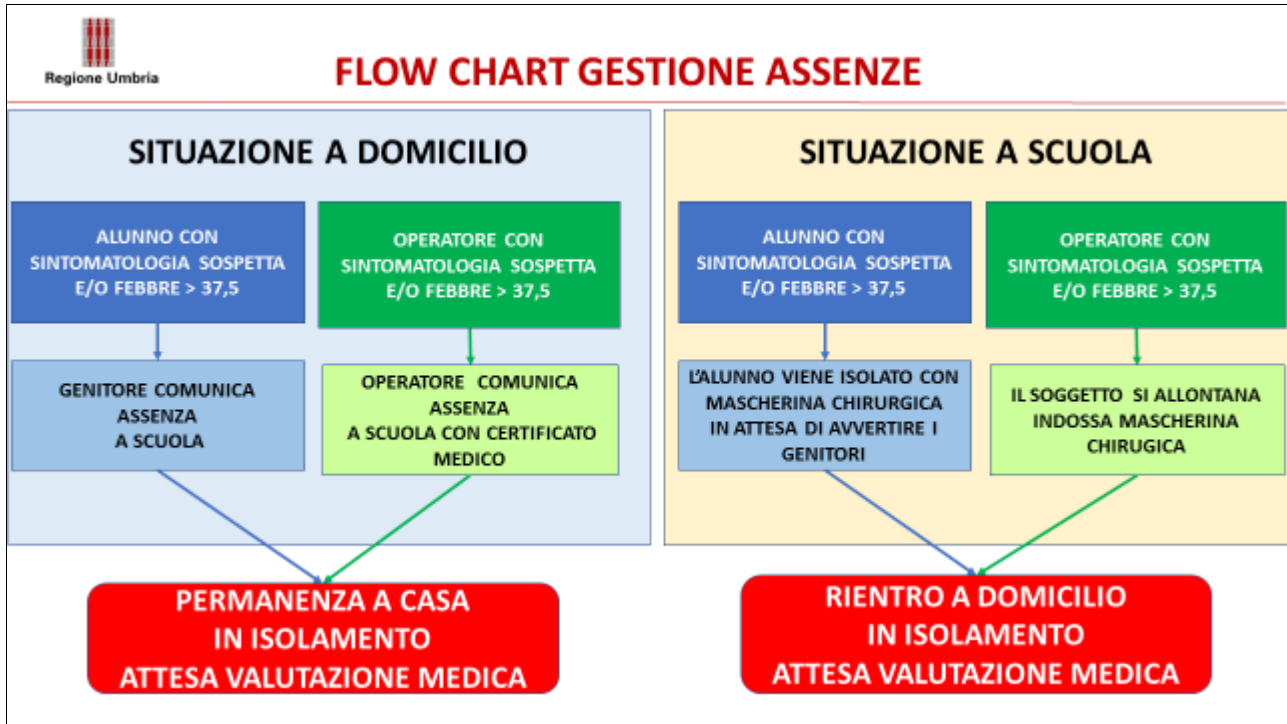 Regione Umbria
FLOW CHART GESTIONE ASSENZE
SITUAZIONE A DOMICILIO
ALUNNO CON
SINTOMATOLOGIA SOSPETTA
E/O FEBBRE > 37,5
OPERATORE CON
SINTOMATOLOGIA SOSPETTA
E/O FEBBRE > 37,5
GENITORE COMUNICA
ASSENZA
A SCUOLA
OPERATORE COMUNICA
ASSENZA
A SCUOLA CON CERTIFICATO
MEDICO
PERMANENZA A CASA
IN ISOLAMENTO
ATTESA VALUTAZIONE MEDICA
SITUAZIONE A SCUOLA
ALUNNO CON
SINTOMATOLOGIA SOSPETTA
E/O FEBBRE > 37,5
OPERATORE CON
SINTOMATOLOGIA SOSPETTA
E/O FEBBRE > 37,5
L'ALUNNO VIENE ISOLATO CON
MASCHERINA CHIRURGICA
IN ATTESA DI AVVERTIRE I
GENITORI
IL SOGGETTO SI ALLONTANA
INDOSSA MASCHERINA
CHIRUGICA
RIENTRO A DOMICILIO
IN ISOLAMENTO
ATTESA VALUTAZIONE MEDICA